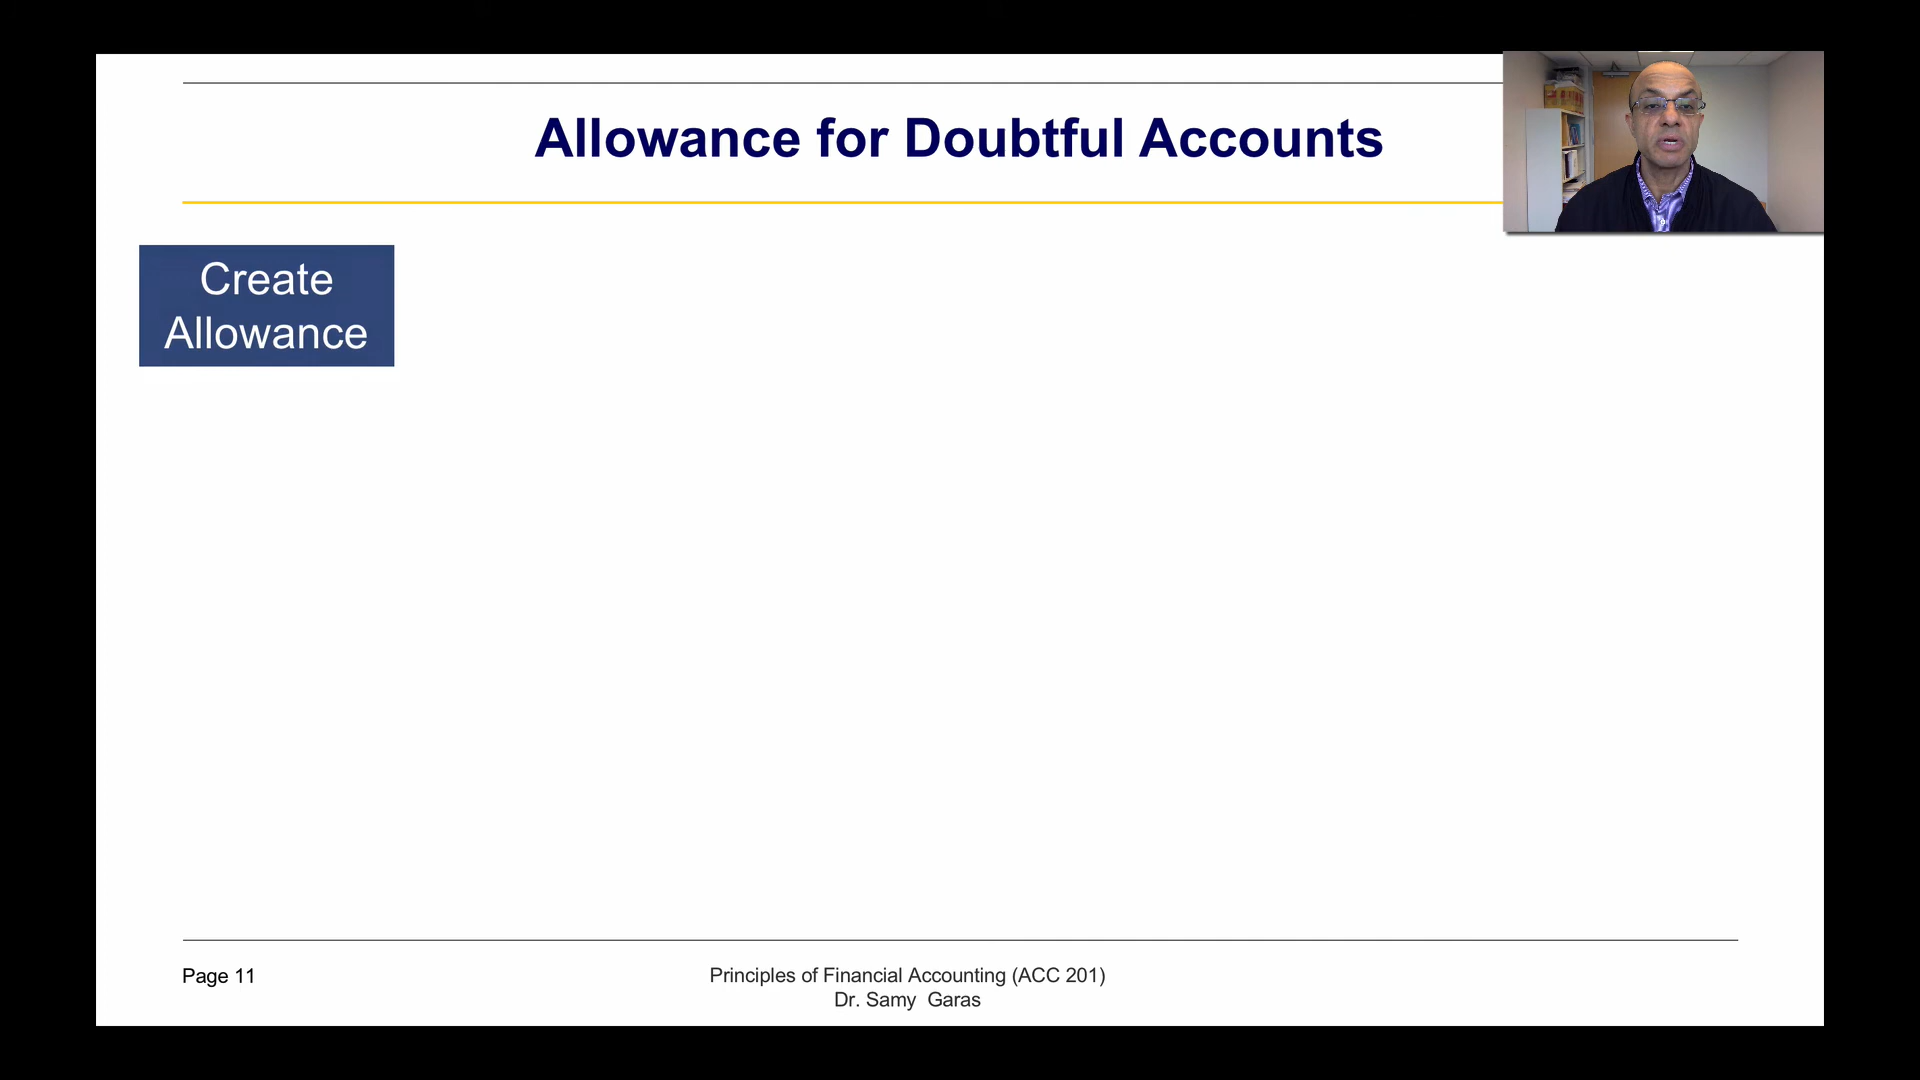 Allowance for Doubtful Accounts
Create
Allowance
Page 11
Principles of Financial Accounting (ACC 201)
Dr. Samy Garas